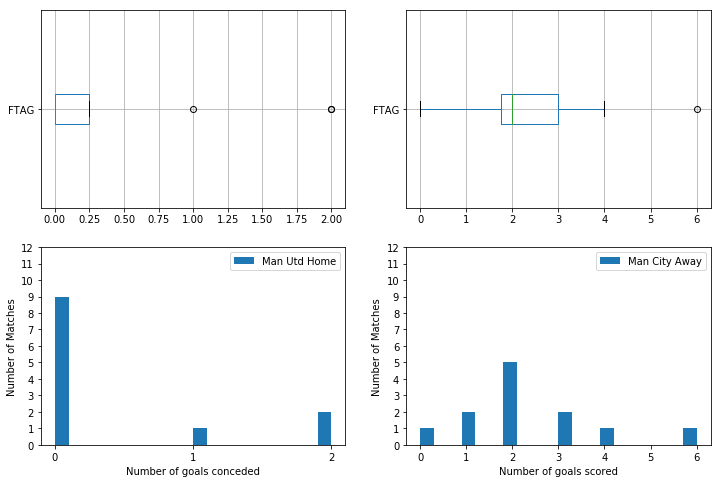 FTAG
0.00 0.25 0.50 0.75 1.00 1.25 1.50 1.75 2.00
FTAG
0 1 2 3 4 5 6
Man Utd Home
Number of Matches
12
11
10
9
8
7
6
5
4
3
2
1
0
0 1 2
Number of goals conceded
Man City Away
Number of Matches
12
11
10
9
8
7
6
5
4
3
2
1
0
0 1 2 3 4 5 6
Number of goals scored